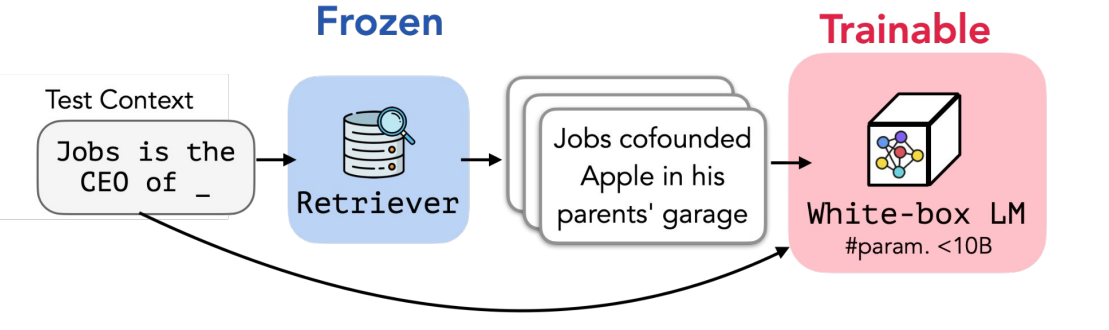 Frozen
Trainable
Test Context
Jobs is the
CEO of _
Retriever
Jobs cofounded
Apple in his
parents' garage
White-box LM
#param. <10B